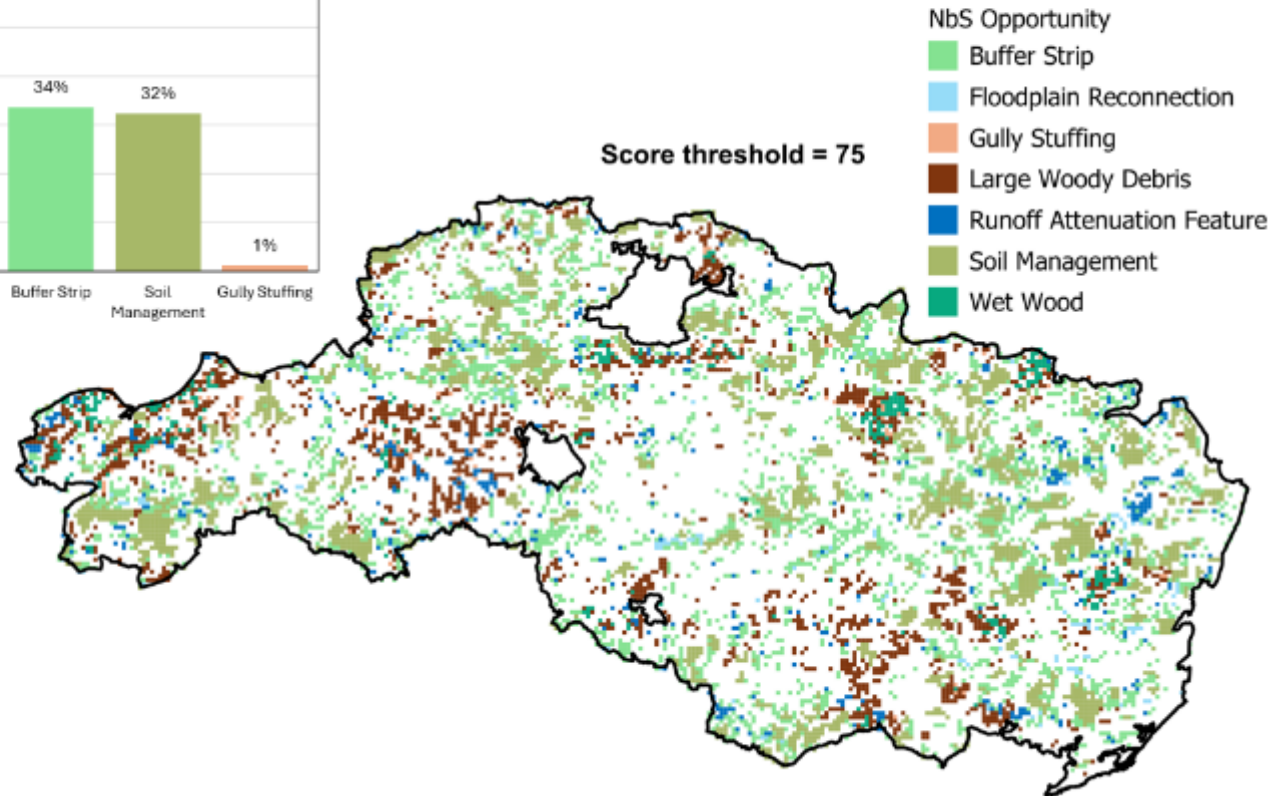 34%
32%
1%
Buffer Strip
Soil
Management
Gully Stuffing
Score threshold = 75
NbS Opportunity
Buffer Strip
Floodplain Reconnection
Gully Stuffing
Large Woody Debris
Runoff Attenuation Feature
Soil Management
Wet Wood